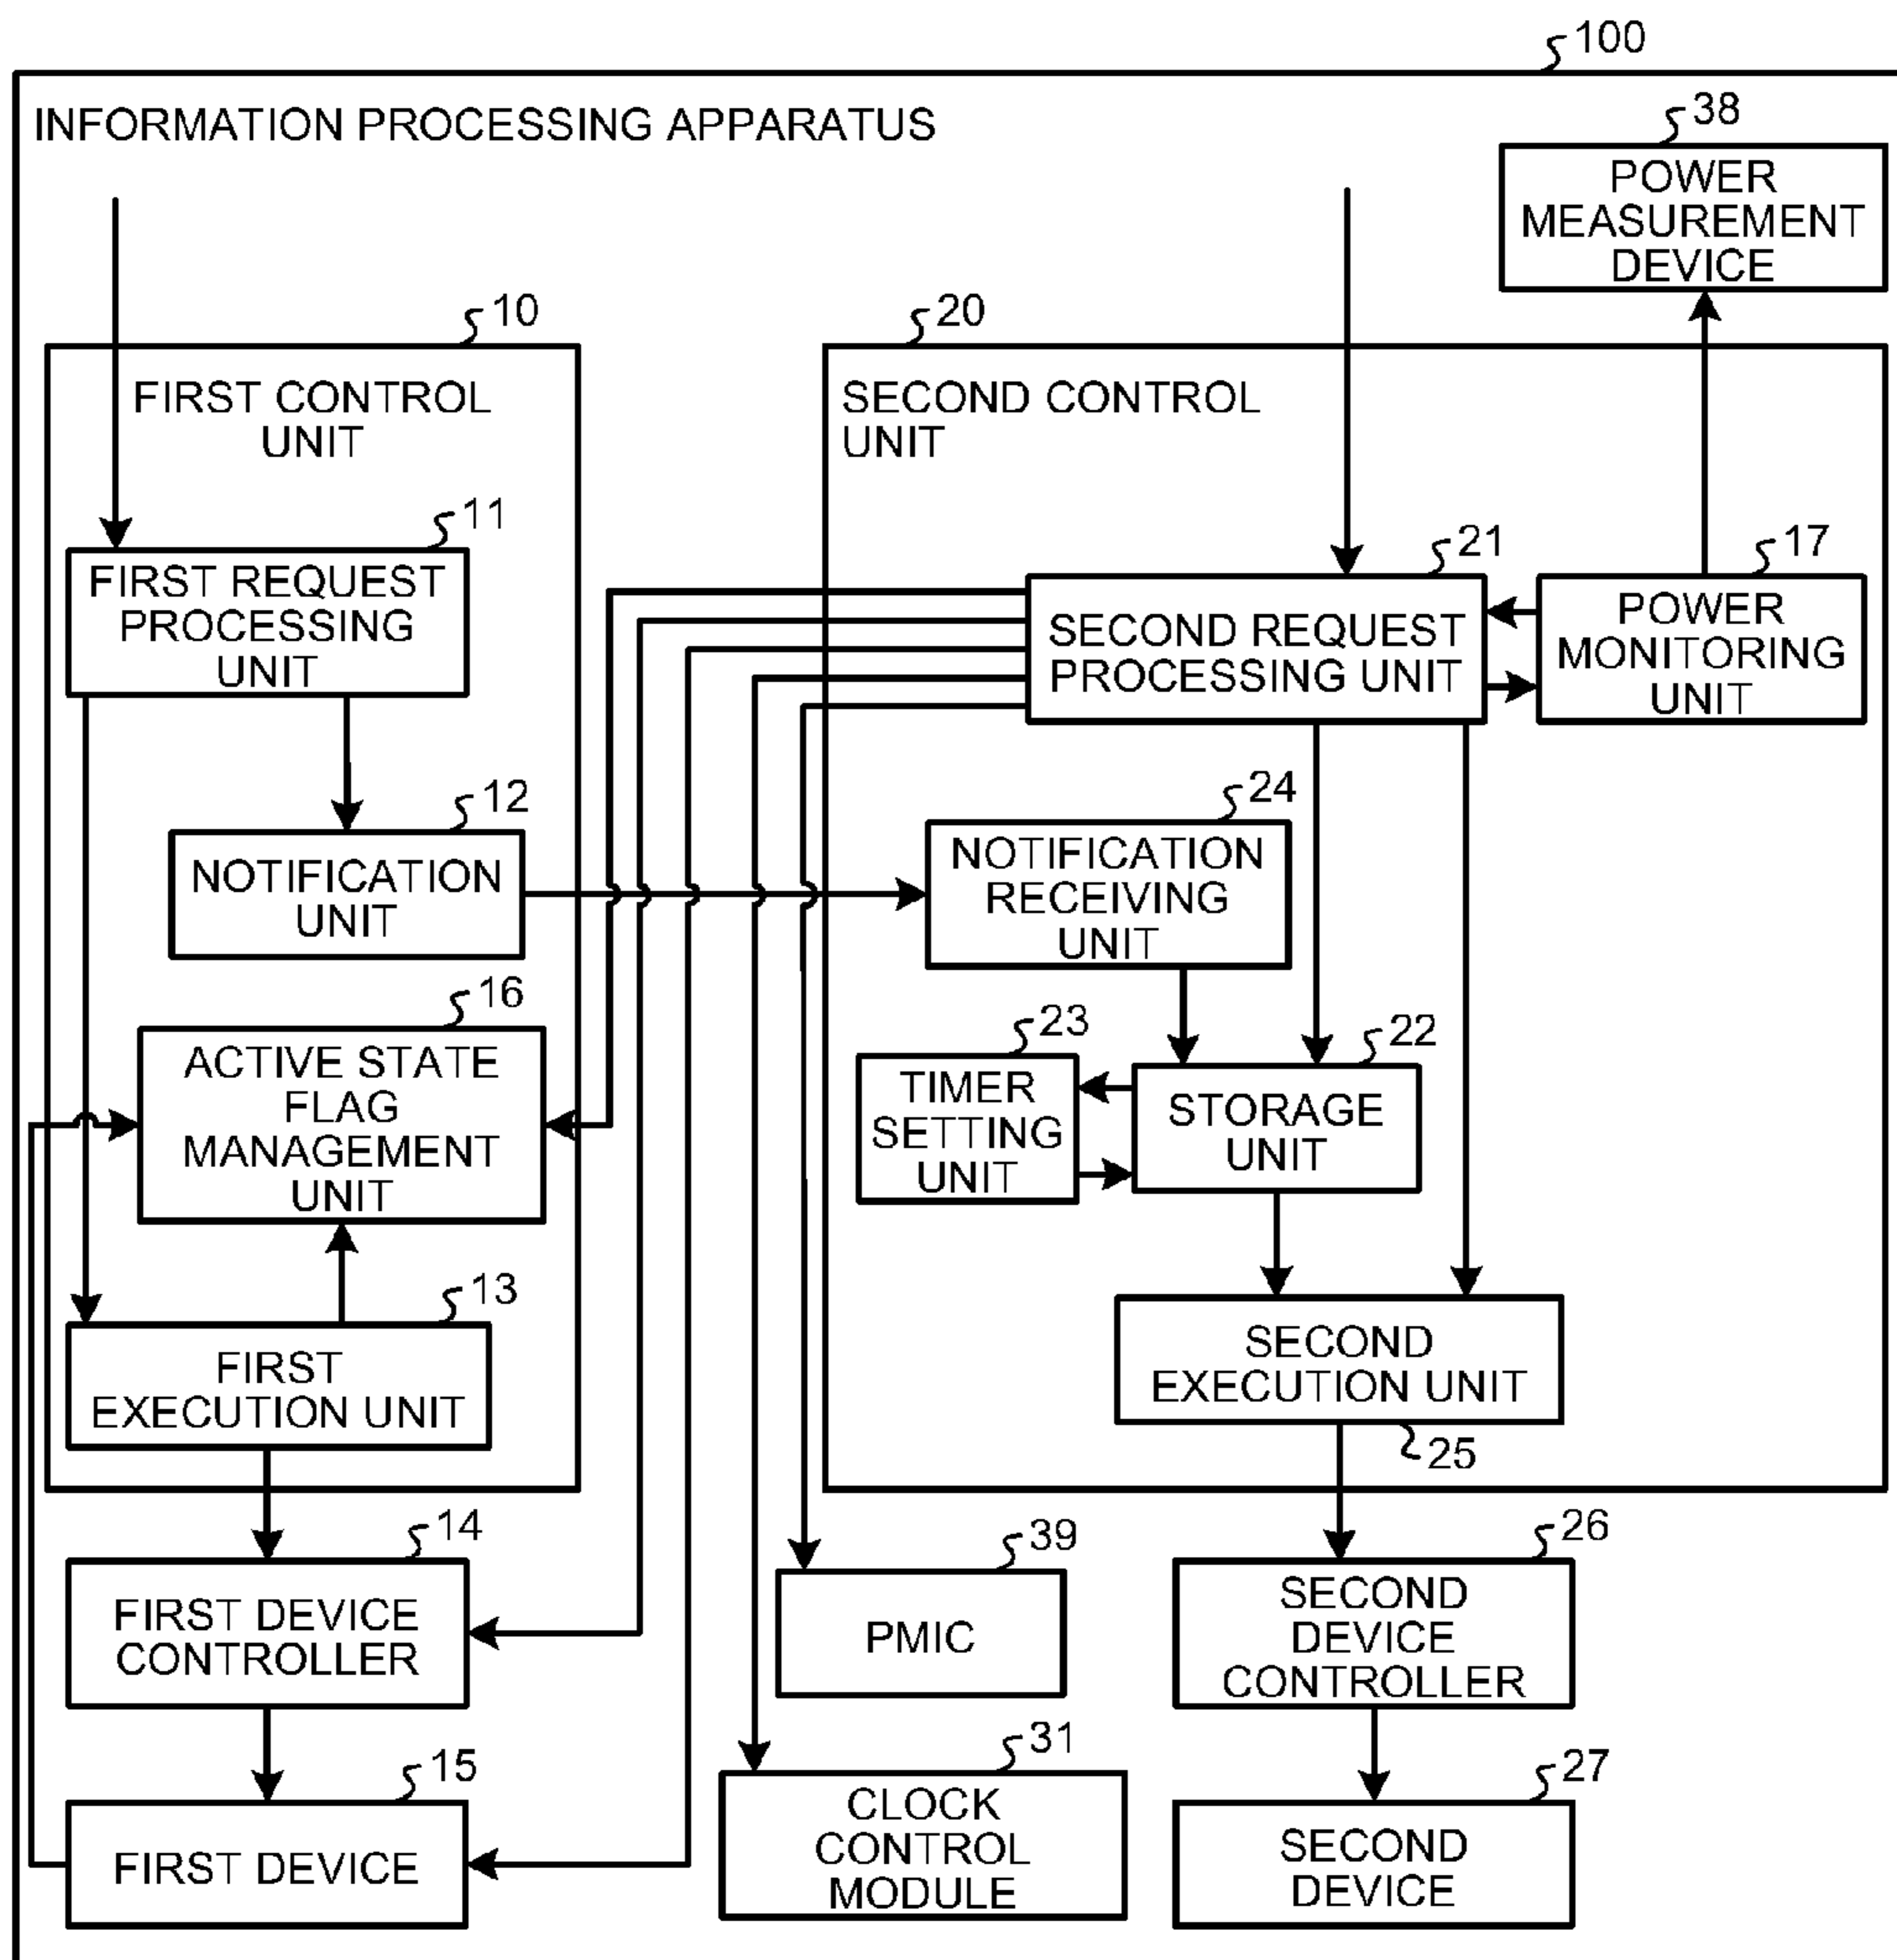 100
INFORMATION PROCESSING APPARATUS
38
POWER
MEASUREMENT
DEVICE
10
FIRST CONTROL
UNIT
20
SECOND CONTROL
UNIT
11
FIRST REQUEST
PROCESSING
UNIT
21
SECOND REQUEST
PROCESSING UNIT
17
POWER
MONITORING
UNIT
12
NOTIFICATION
UNIT
24
NOTIFICATION
RECEIVING
UNIT
16
ACTIVE STATE
FLAG
MANAGEMENT
UNIT
23
TIMER
SETTING
UNIT
22
STORAGE
UNIT
13
FIRST
EXECUTION UNIT
SECOND
EXECUTION UNIT
25
14
FIRST DEVICE
CONTROLLER
39
PMIC
26
SECOND
DEVICE
CONTROLLER
15
FIRST DEVICE
31
CLOCK
CONTROL
MODULE
27
SECOND
DEVICE